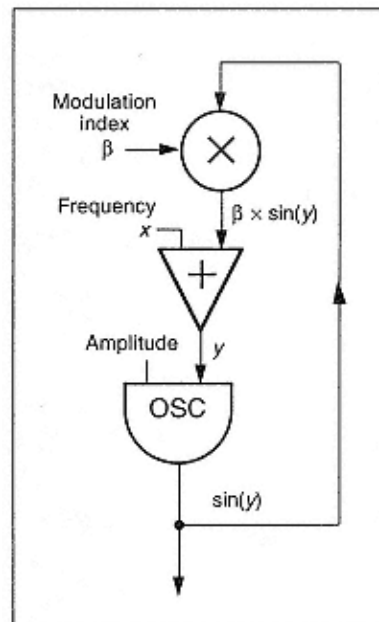 Modulation
index
β
×
β × sin(y)
Frequency
x
+
Amplitude
y
OSC
sin(y)